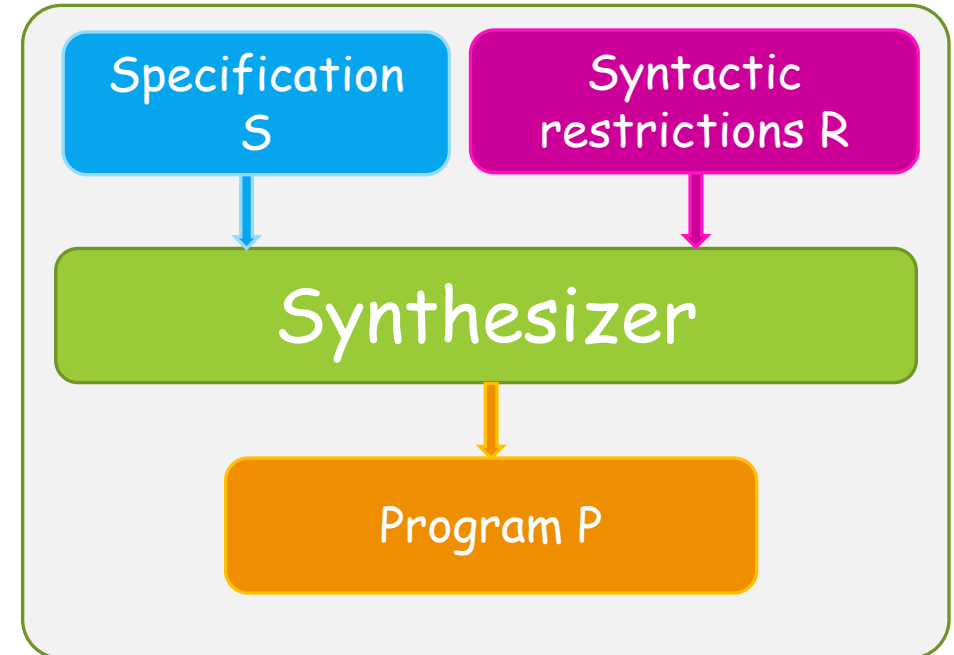 Specification
S
Syntactic
restrictions R
Synthesizer
Program P